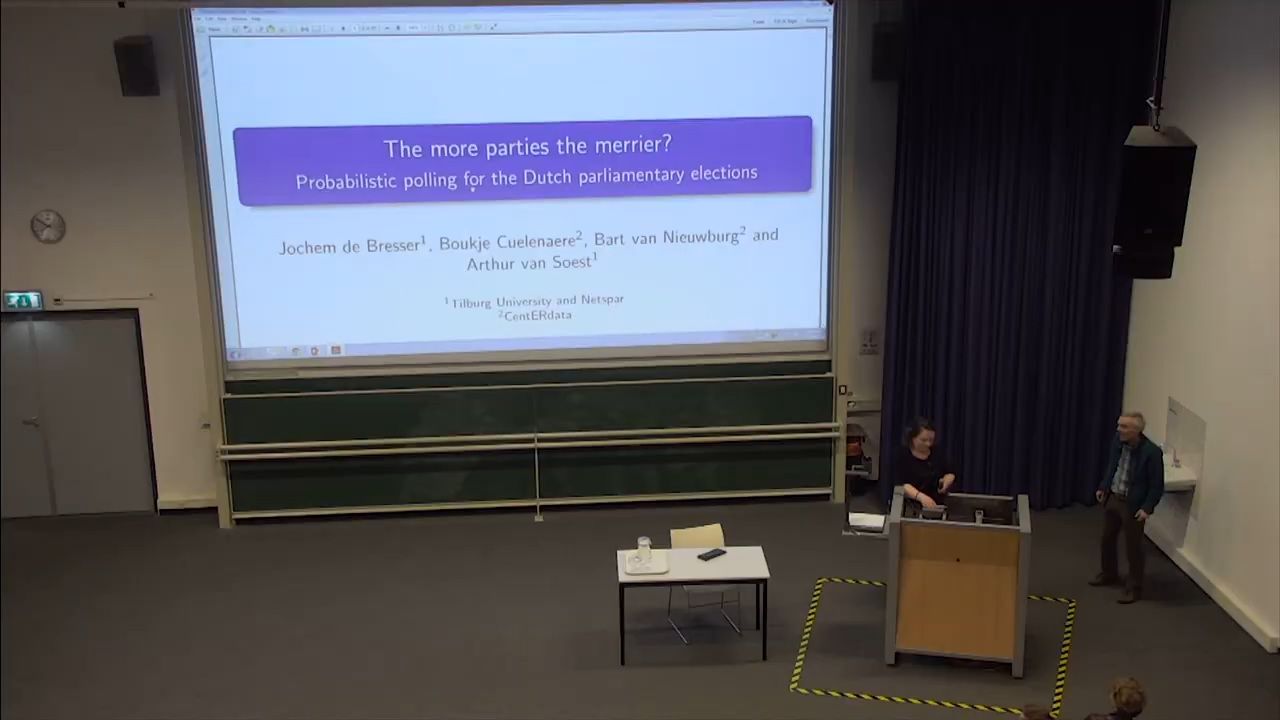 The more parties the merrier?
Probabilistic polling for the Dutch parliamentary elections
Jochem de Bresser¹, Boukje Cuelenaere², Bart van Nieuwburg² and
Arthur van Soest¹
¹Tilburg University and Netspar
²CentERdata